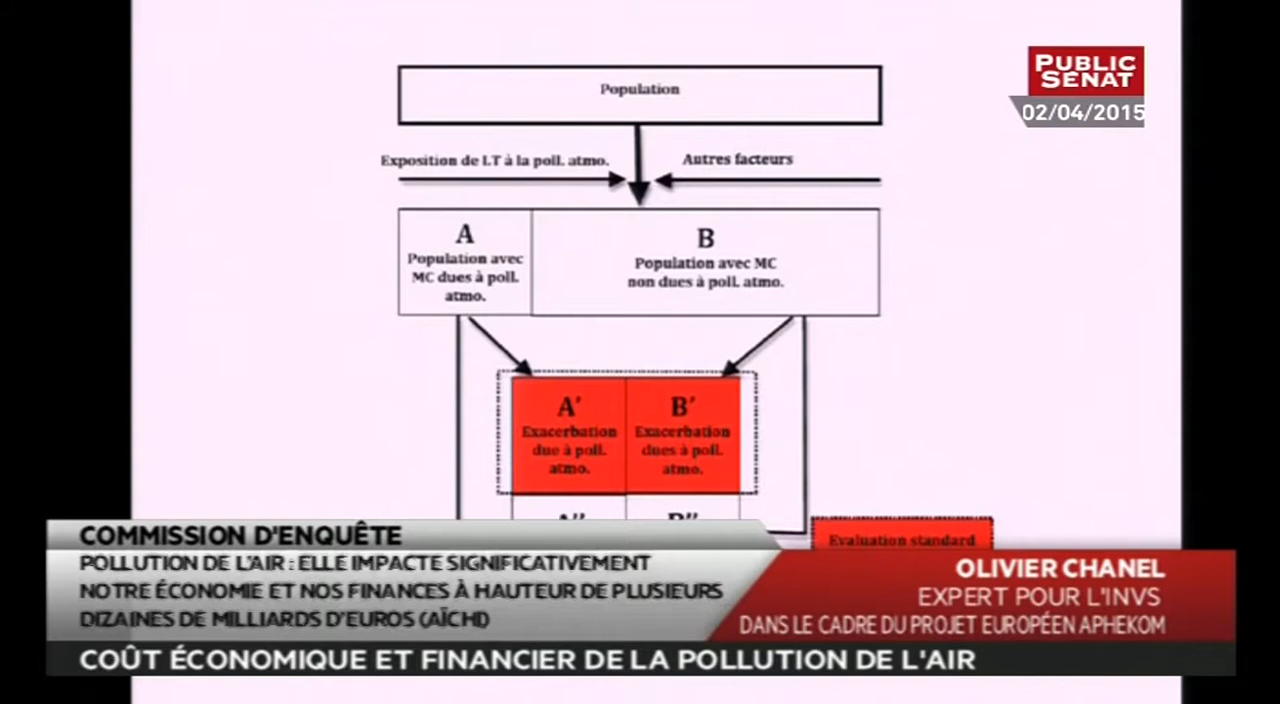 PUBLIC
SÉNAT
02/04/2015
Population
Exposition de LT à la poll. atmo.
Autres facteurs
A
Population avec
MC dues à poll.
atmo.
B
Population avec MC
non dues à poll. atmo.
A'
Exacerbation
due à poll.
atmo.
B'
Exacerbation
dues à poll.
atmo.
A''
B''
Evaluation standard
COMMISSION D'ENQUÊTE
POLLUTION DE L'AIR : ELLE IMPACTE SIGNIFICATIVEMENT
NOTRE ÉCONOMIE ET NOS FINANCES À HAUTEUR DE PLUSIEURS
DIZAINES DE MILLIARDS D'EUROS (AÏCHI)
OLIVIER CHANEL
EXPERT POUR L'INVS
DANS LE CADRE DU PROJET EUROPÉEN APHEKOM
COÛT ÉCONOMIQUE ET FINANCIER DE LA POLLUTION DE L'AIR